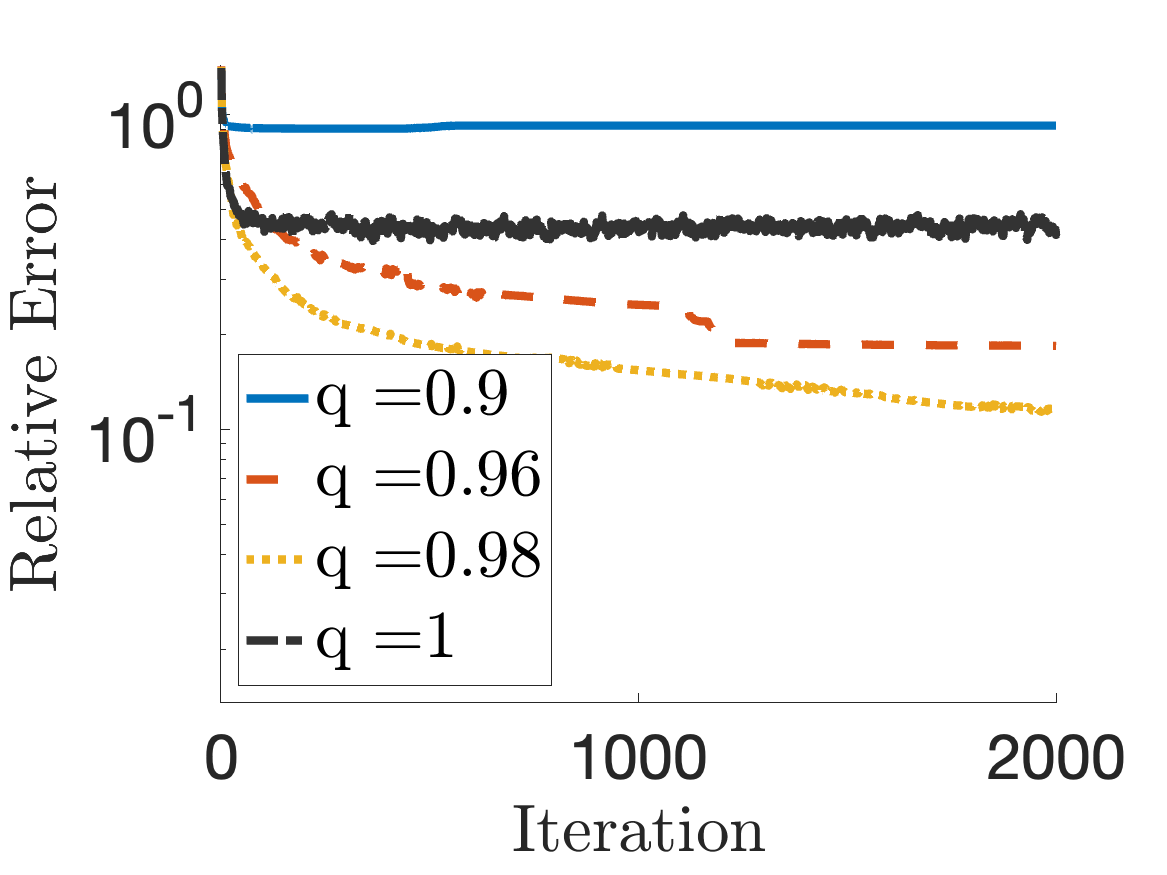 Relative Error
10^0
10^-1
q =0.9
q =0.96
q =0.98
q =1
0 1000 2000
Iteration